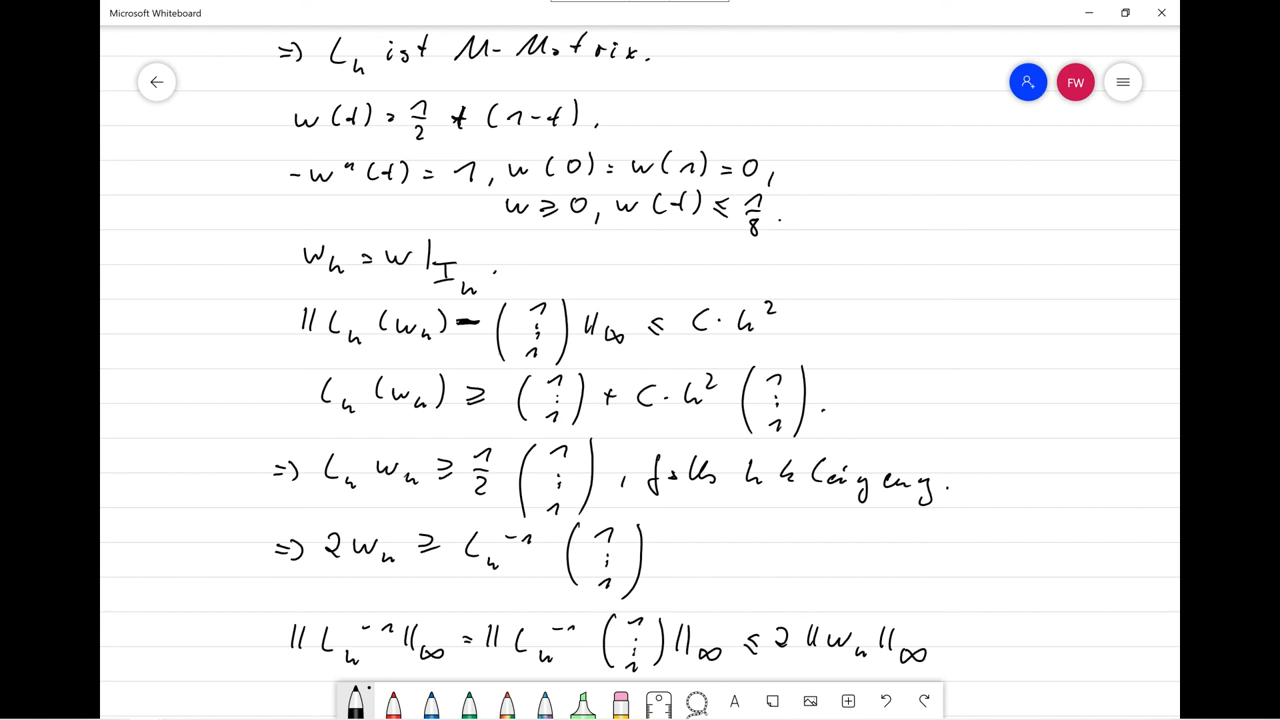 Microsoft Whiteboard
FW
=> L_h ist M-Matrix.
w(t) = 1/2 t (1-t).
-w"(t) = 1, w(0) = w(1) = 0,
w ≥ 0, w(t) ≤ 1/8.
w_h = w|_{I_h}.
||L_h (w_h) - (1 ⋮ 1)||_∞ ≤ C · h^2
L_h (w_h) ≥ (1 ⋮ 1) + C · h^2 (1 ⋮ 1).
=> L_h w_h ≥ 1/2 (1 ⋮ 1), falls h klein genug.
=> 2 w_h ≥ L_h^{-1} (1 ⋮ 1)
||L_h^{-1}||_∞ = ||L_h^{-1} (1 ⋮ 1)||_∞ ≤ 2 ||w_h||_∞
A